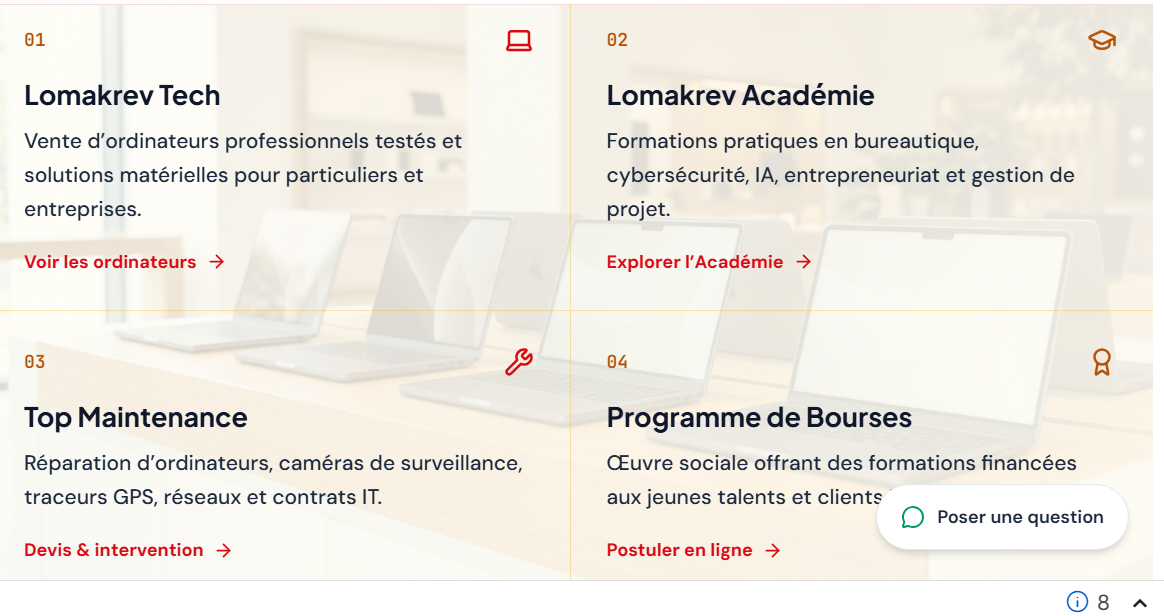 01
Lomakrev Tech
Vente d’ordinateurs professionnels testés et
solutions matérielles pour particuliers et
entreprises.
Voir les ordinateurs →
02
Lomakrev Académie
Formations pratiques en bureautique,
cybersécurité, IA, entrepreneuriat et gestion de
projet.
Explorer l’Académie →
03
Top Maintenance
Réparation d’ordinateurs, caméras de surveillance,
traceurs GPS, réseaux et contrats IT.
Devis & intervention →
04
Programme de Bourses
Œuvre sociale offrant des formations financées
aux jeunes talents et clients
Postuler en ligne →
Poser une question
8